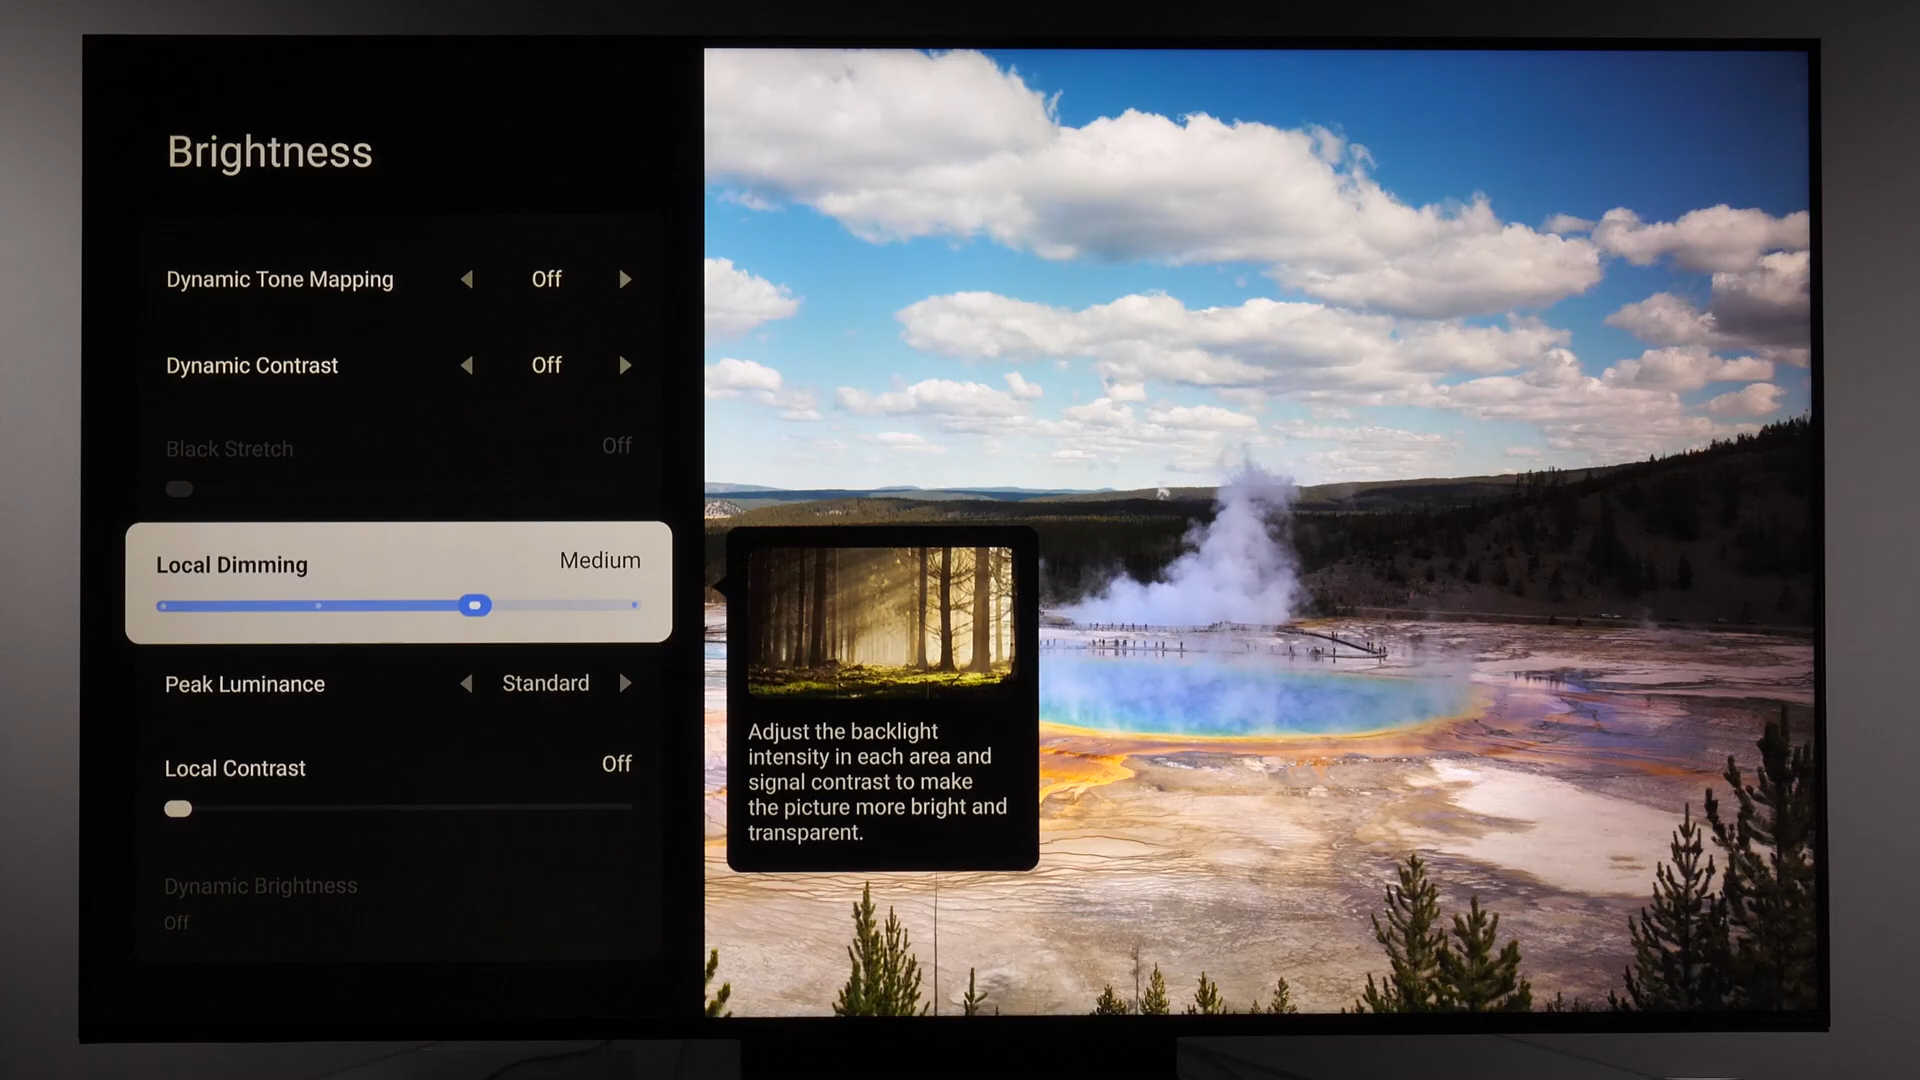 Brightness
Dynamic Tone Mapping Off
Dynamic Contrast Off
Black Stretch Off
Local Dimming Medium
Peak Luminance Standard
Local Contrast Off
Dynamic Brightness
Off
Adjust the backlight
intensity in each area and
signal contrast to make
the picture more bright and
transparent.